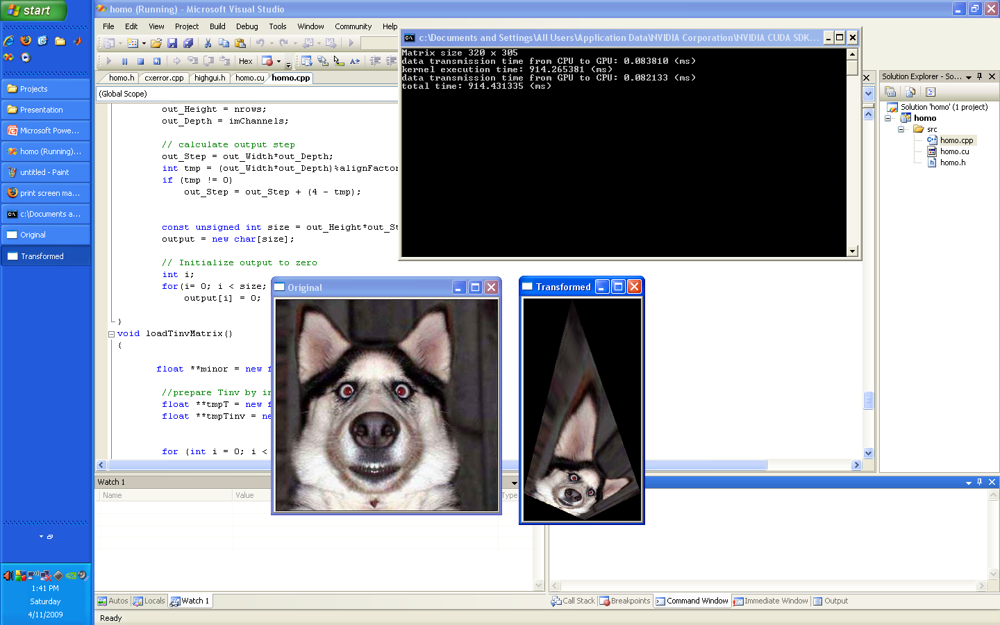 start
Projects
Presentation
Microsoft Powe...
homo (Running)...
untitled - Paint
print screen ma...
c:\Documents a...
Original
Transformed
1:41 PM
Saturday
4/11/2009
homo (Running) - Microsoft Visual Studio
File Edit View Project Build Debug Tools Window Community Help
Hex
homo.h cxerror.cpp highgui.h homo.cu homo.cpp
(Global Scope)
out_Height = nrows;
out_Depth = imChannels;
// calculate output step
out_Step = out_Width*out_Depth;
int tmp = (out_Width*out_Depth)%alignFactor
if (tmp != 0)
out_Step = out_Step + (4 - tmp);
const unsigned int size = out_Height*out_St
output = new char[size];
// Initialize output to zero
int i;
for(i= 0; i < size;
output[i] = 0;
}
void loadTinvMatrix()
{
float **minor = new f
//prepare Tinv by in
float **tmpT = new f
float **tmpTinv = ne
for (int i = 0; i <
c:\Documents and Settings\All Users\Application Data\NVIDIA Corporation\NVIDIA CUDA SDK...
Matrix size 320 x 305
data transmission time from CPU to GPU: 0.083810 (ms)
kernel execution time: 914.265381 (ms)
data transmission time from GPU to CPU: 0.082133 (ms)
total time: 914.431335 (ms)
Original
Transformed
Solution Explorer - So...
Solution 'homo' (1 project)
homo
src
homo.cpp
homo.cu
homo.h
Watch 1
Name Value Type
Autos Locals Watch 1
Call Stack Breakpoints Command Window Immediate Window Output
Ready